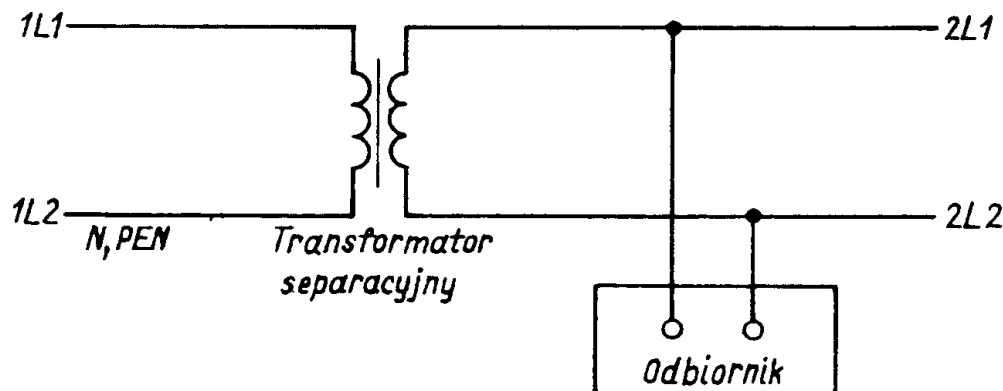 1L1
2L1
1L2
N, PEN
Transformator
separacyjny
2L2
Odbiornik